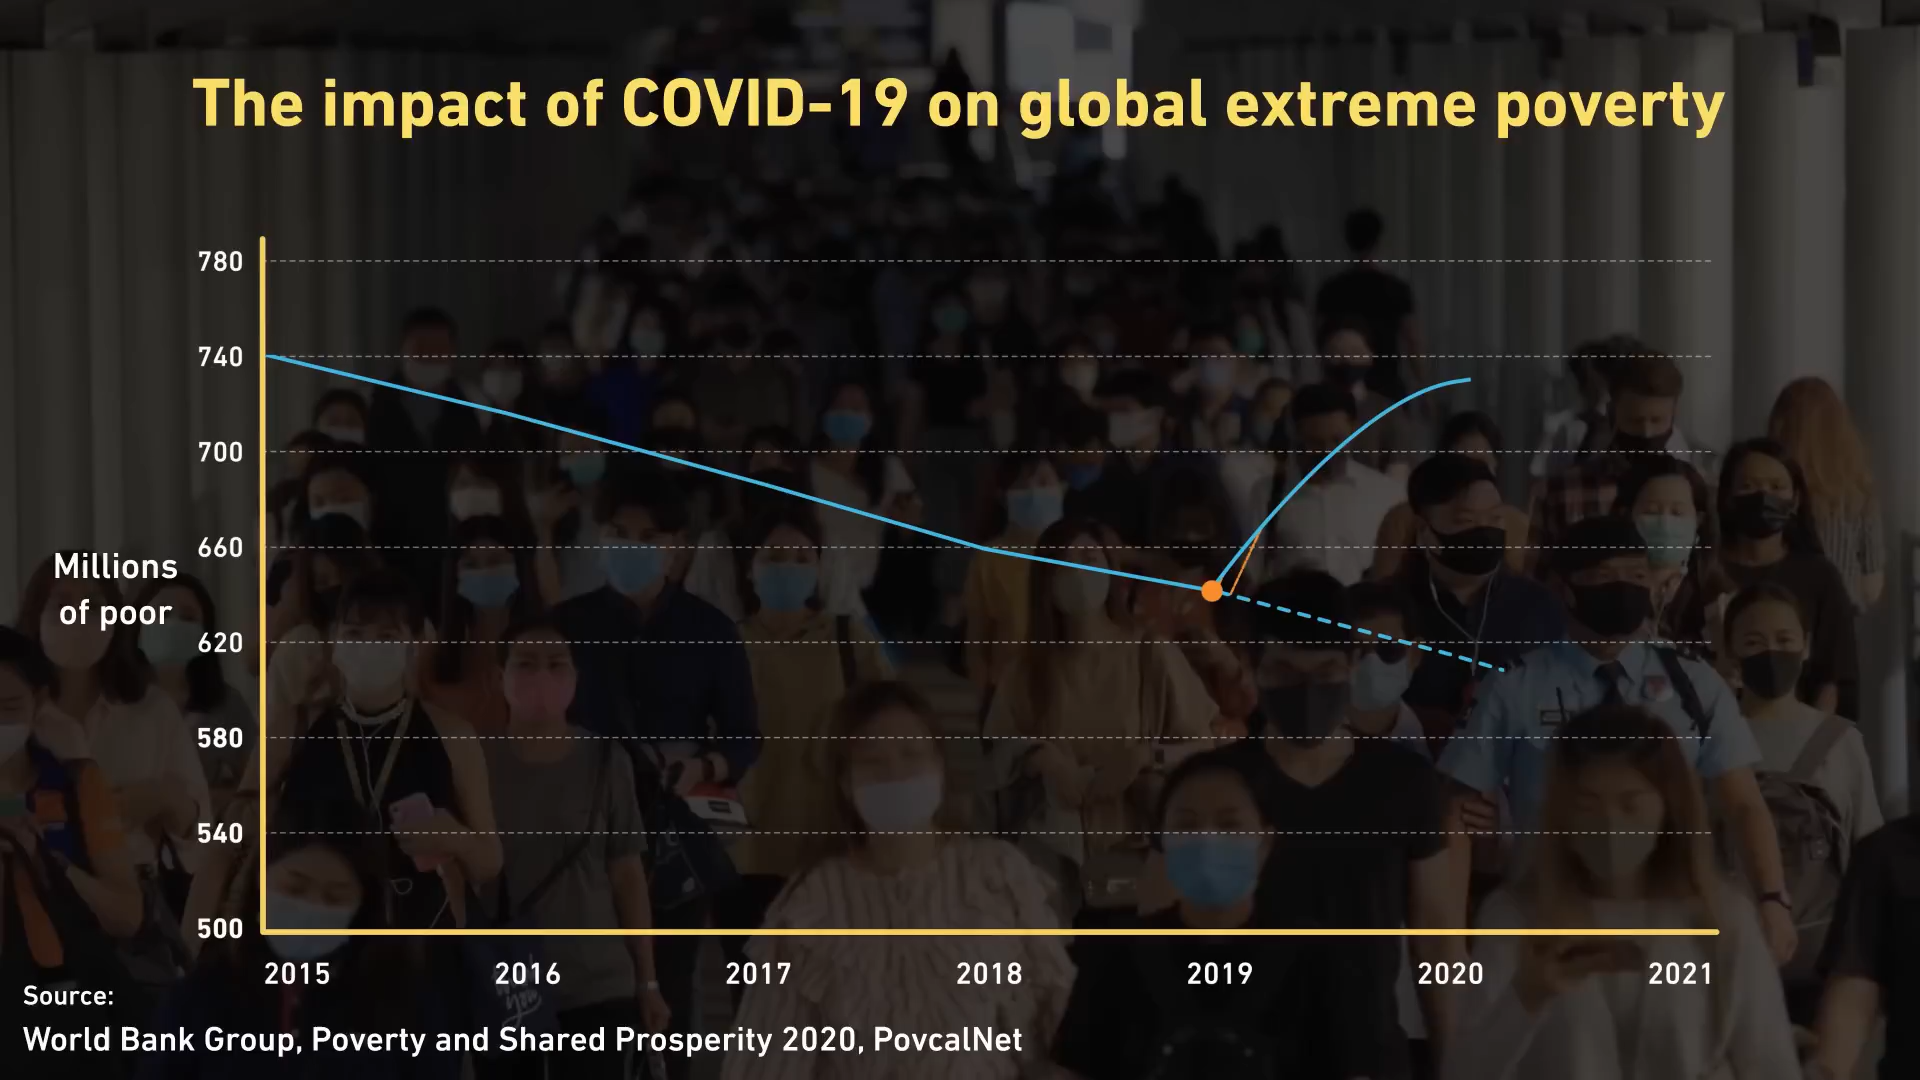 The impact of COVID-19 on global extreme poverty
780
740
700
660
Millions
of poor
620
580
540
500
2015 2016 2017 2018 2019 2020 2021
Source:
World Bank Group, Poverty and Shared Prosperity 2020, PovcalNet